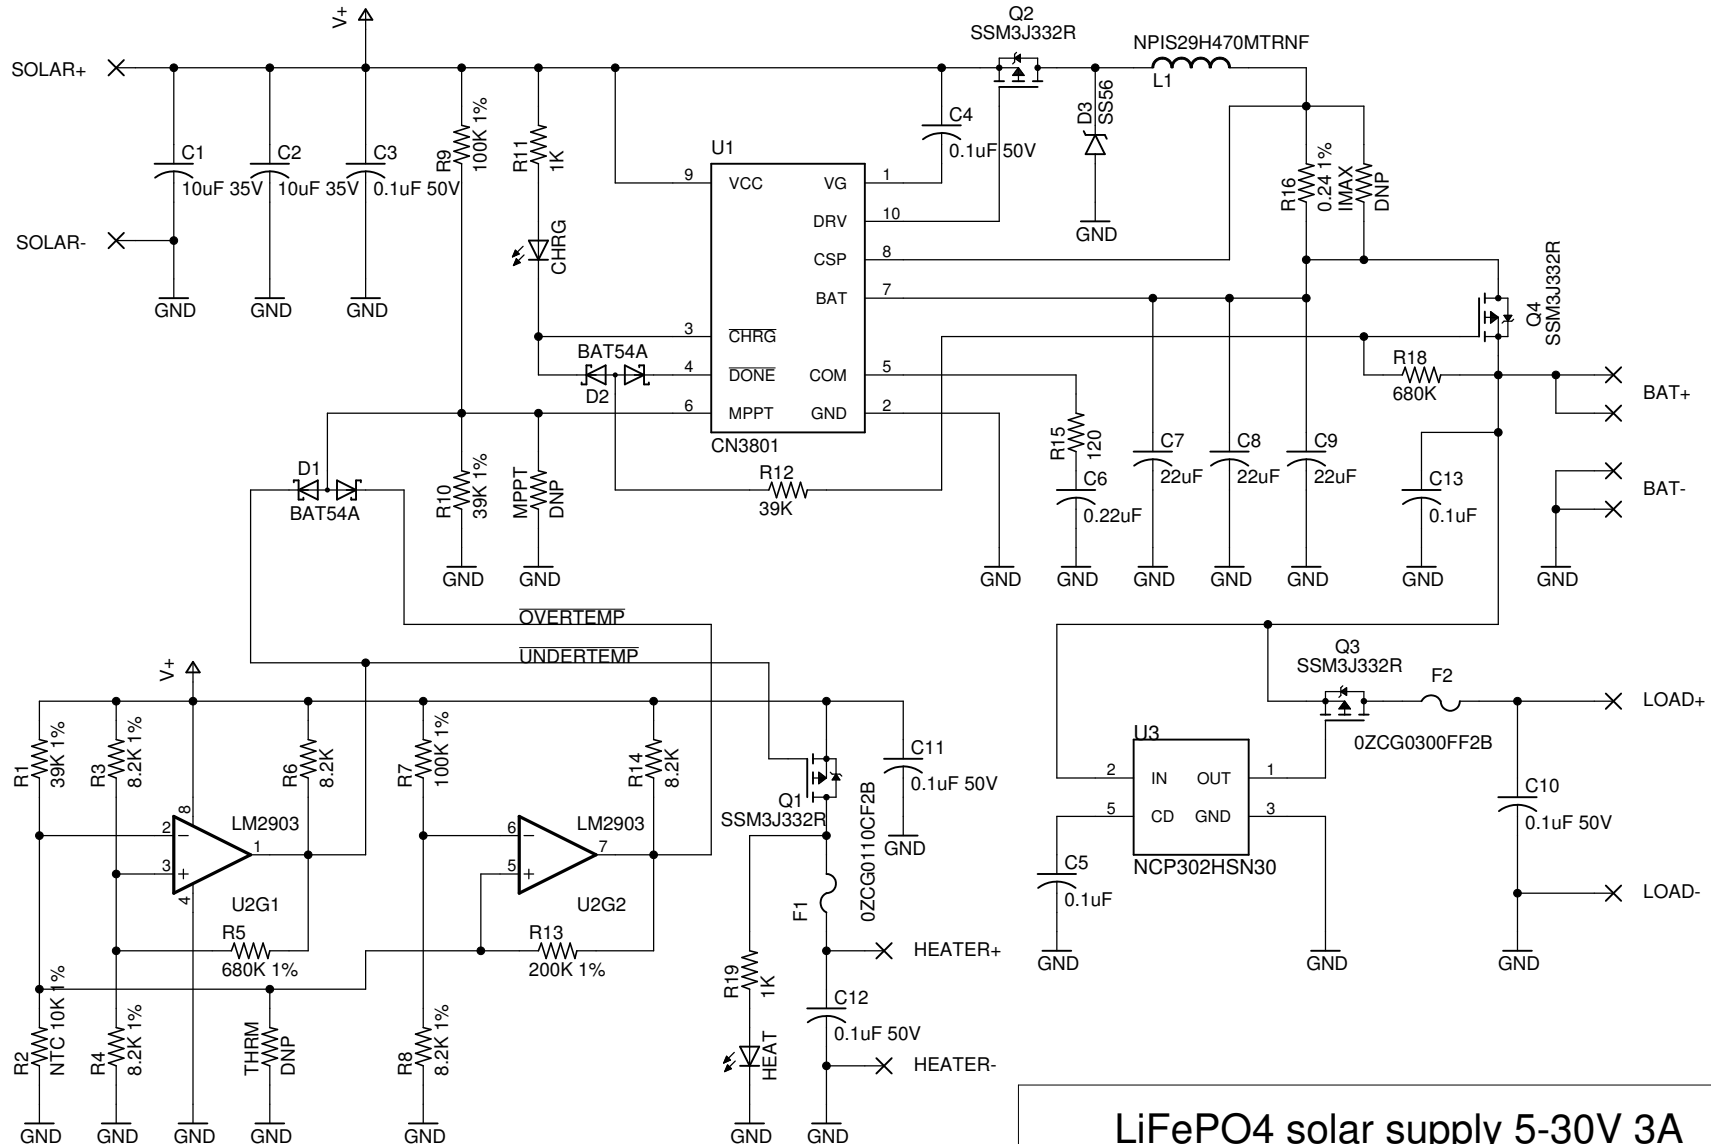 V+
Q2
SSM3J332R
NPIS29H470MTRNF
L1
SOLAR+
D3
SS56
C4
0.1uF 50V
C1
10uF 35V
C2
10uF 35V
C3
0.1uF 50V
R9
100K 1%
R11
1K
U1
9
VCC
VG
1
DRV
10
CSP
8
BAT
7
3
CHRG
4
DONE
COM
5
6
MPPT
GND
2
CN3801
R16
0.24 1%
IMAX
DNP
GND
SOLAR-
CHRG
GND
GND
GND
Q4
SSM3J332R
BAT54A
D2
R18
680K
BAT+
D1
BAT54A
R10
39K 1%
MPPT
DNP
R12
39K
R15
120
C6
0.22uF
C7
22uF
C8
22uF
C9
22uF
C13
0.1uF
BAT-
GND
GND
GND
GND
GND
GND
GND
GND
GND
OVERTEMP
UNDERTEMP
V+
Q3
SSM3J332R
F2
LOAD+
0ZCG0300FF2B
R1
39K 1%
R3
8.2K 1%
R6
8.2K
R7
100K 1%
R14
8.2K
C11
0.1uF 50V
U3
2
IN
OUT
1
5
CD
GND
3
NCP302HSN30
Q1
SSM3J332R
0ZCG0110CF2B
C10
0.1uF 50V
8
LM2903
2
3
1
4
U2G1
LM2903
6
5
7
U2G2
GND
C5
0.1uF
F1
LOAD-
R5
680K 1%
R13
200K 1%
HEATER+
GND
GND
GND
R19
1K
C12
0.1uF 50V
R2
NTC 10K 1%
R4
8.2K 1%
THRM
DNP
R8
8.2K 1%
HEAT
HEATER-
GND
GND
GND
GND
GND
GND
GND
LiFePO4 solar supply 5-30V 3A